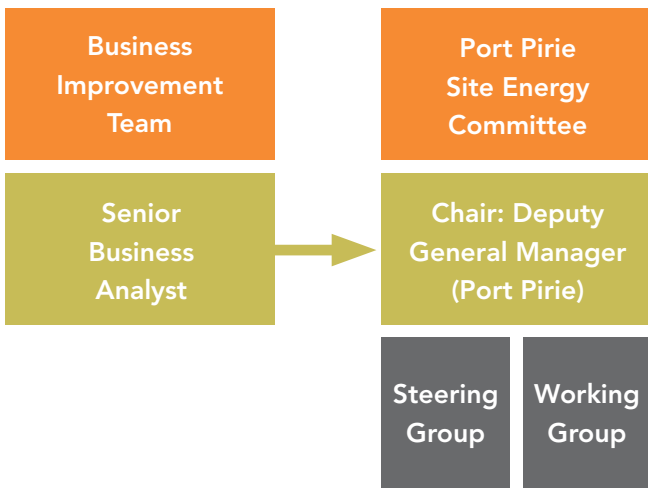 Business
Improvement
Team
Port Pirie
Site Energy
Committee
Senior
Business
Analyst
Chair: Deputy
General Manager
(Port Pirie)
Steering
Group
Working
Group